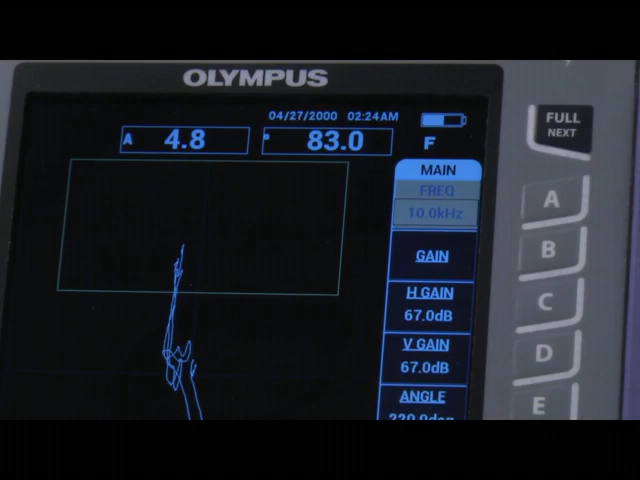 OLYMPUS
04/27/2000 02:24AM
A 4.8
° 83.0
F
MAIN
FREQ
10.0kHz
GAIN
H GAIN
67.0dB
V GAIN
67.0dB
ANGLE
FULL
NEXT
A
B
C
D
E